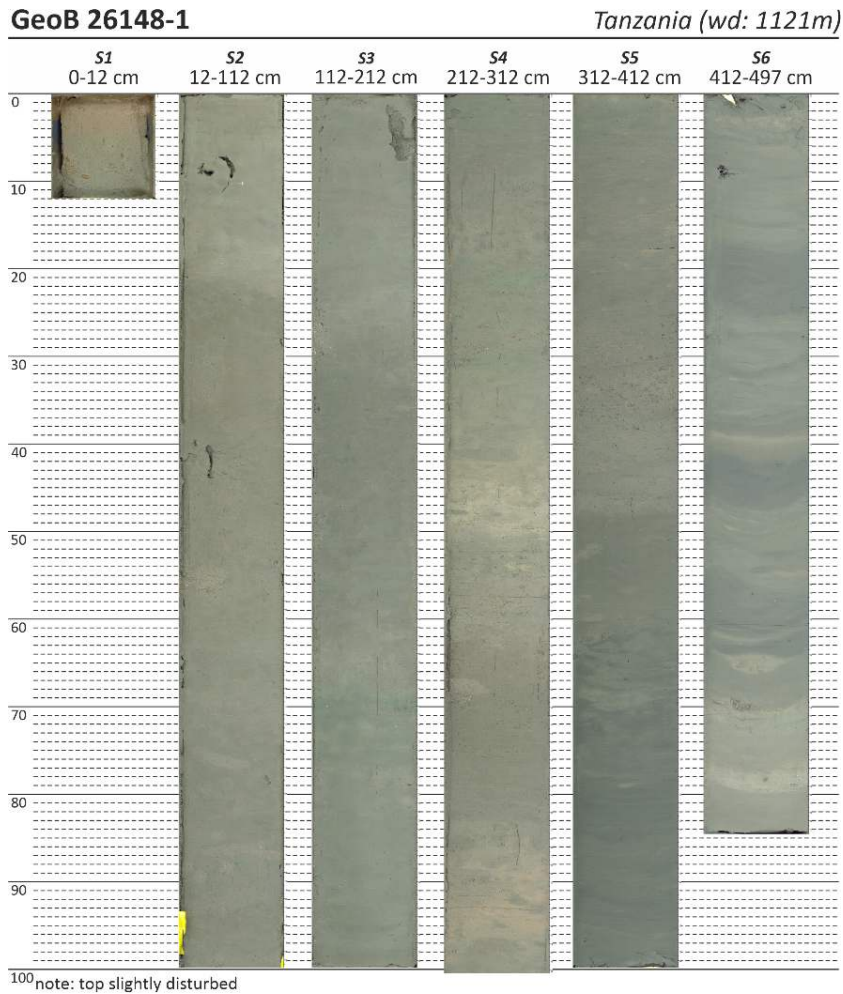 GeoB 26148-1 Tanzania (wd: 1121m)
S1 S2 S3 S4 S5 S6
0-12 cm 12-112 cm 112-212 cm 212-312 cm 312-412 cm 412-497 cm
0
10
20
30
40
50
60
70
80
90
100 note: top slightly disturbed